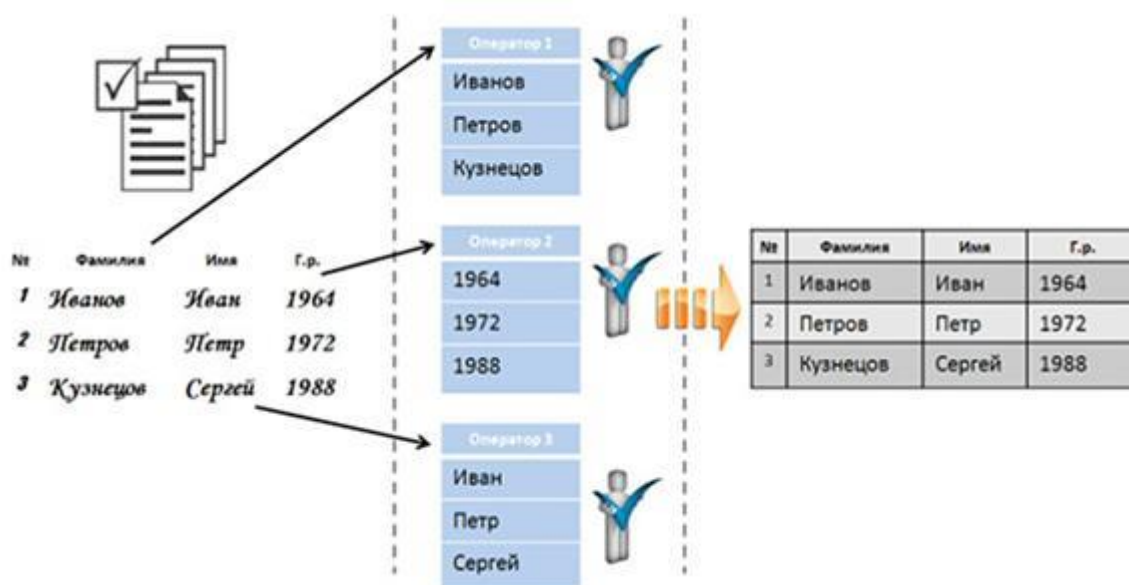 № Фамилия Имя Г.р.
1 Иванов Иван 1964
2 Петров Петр 1972
3 Кузнецов Сергей 1988
Оператор 1
Иванов
Петров
Кузнецов
Оператор 2
1964
1972
1988
Оператор 3
Иван
Петр
Сергей
№ Фамилия Имя Г.р.
1 Иванов Иван 1964
2 Петров Петр 1972
3 Кузнецов Сергей 1988